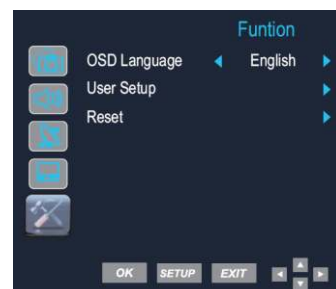 Funtion
OSD Language English
User Setup
Reset
OK SETUP EXIT